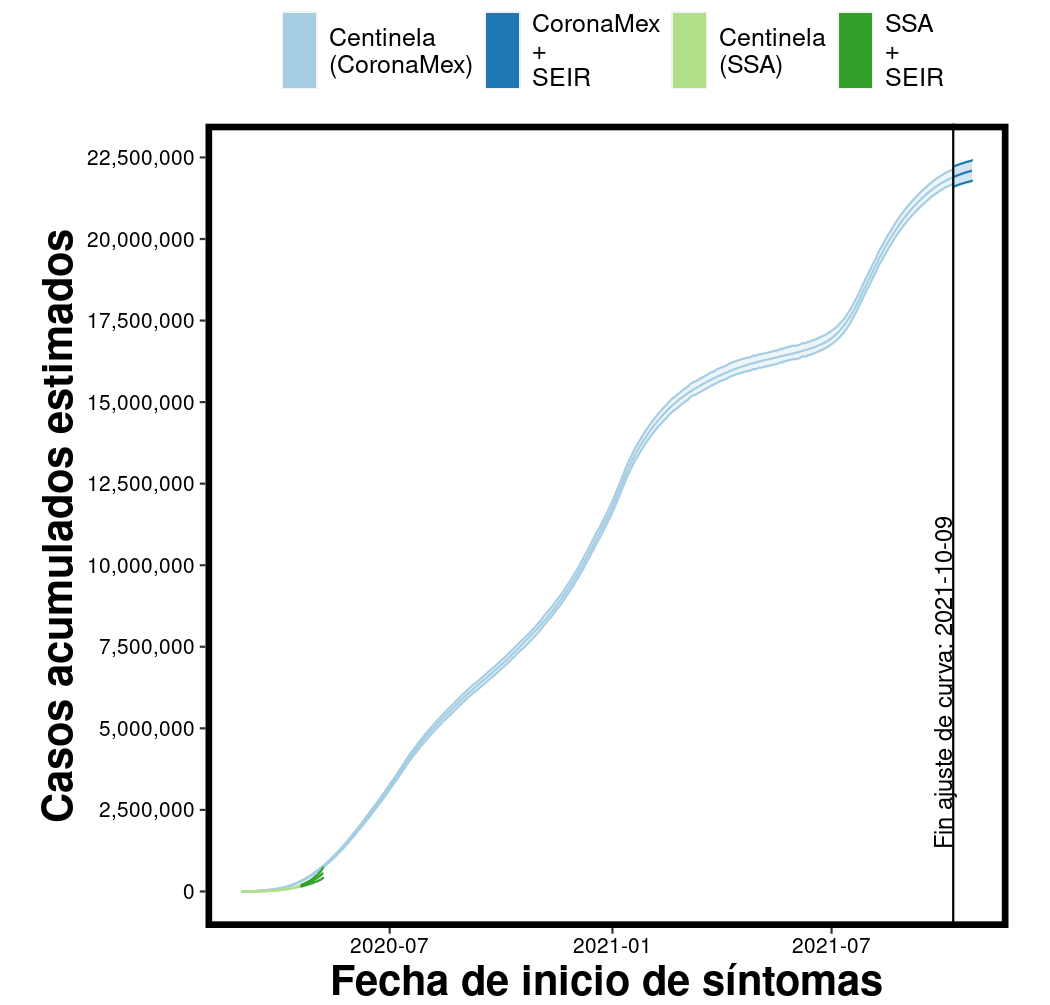 Centinela
(CoronaMex)
CoronaMex
+
SEIR
Centinela
(SSA)
SSA
+
SEIR
Casos acumulados estimados
22,500,000
20,000,000
17,500,000
15,000,000
12,500,000
10,000,000
7,500,000
5,000,000
2,500,000
0
Fin ajuste de curva: 2021-10-09
2020-07
2021-01
2021-07
Fecha de inicio de síntomas